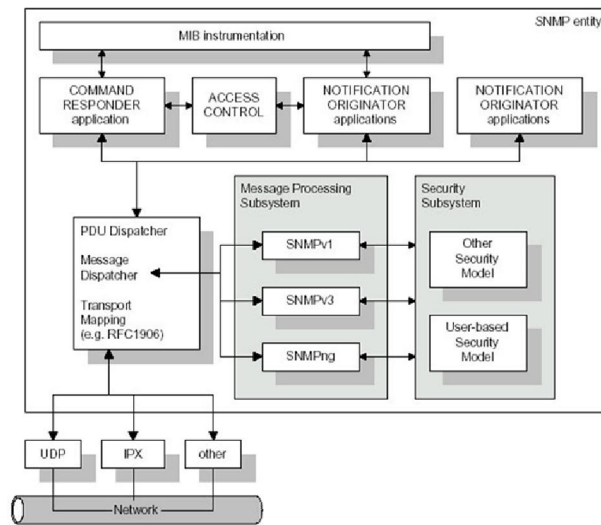 SNMP entity
MIB instrumentation
COMMAND
RESPONDER
application
ACCESS
CONTROL
NOTIFICATION
ORIGINATOR
applications
NOTIFICATION
ORIGINATOR
applications
Message Processing
Subsystem
Security
Subsystem
PDU Dispatcher
Message
Dispatcher
Transport
Mapping
(e.g. RFC1906)
SNMPv1
SNMPv3
SNMPng
Other
Security
Model
User-based
Security
Model
UDP
IPX
other
Network